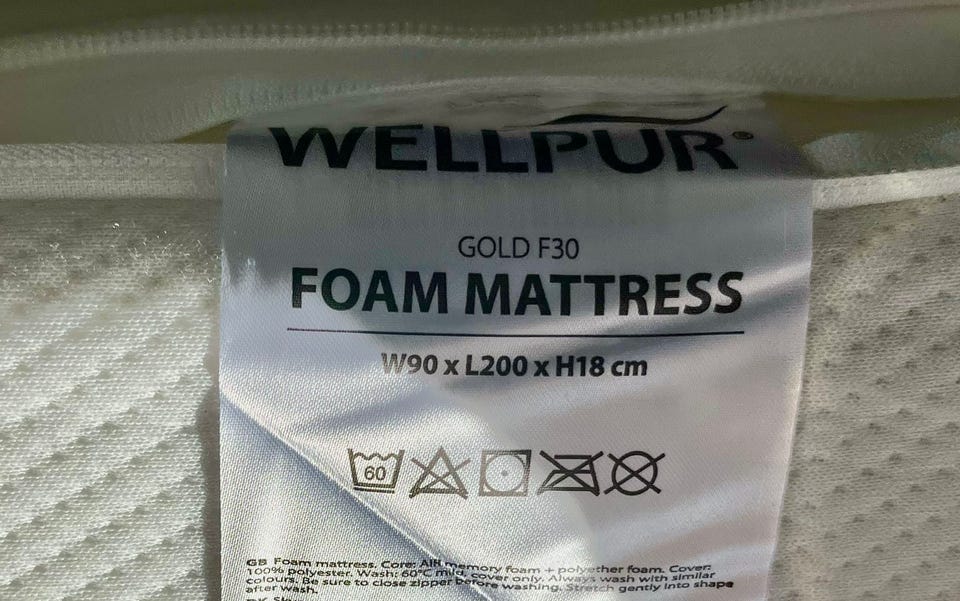 WELLPUR®
GOLD F30
FOAM MATTRESS
W90 x L200 x H18 cm
60
GB Foam mattress. Core: AIR memory foam + polyether foam. Cover:
100% polyester. Wash: 60°C mild, cover only. Always wash with similar
colours. Be sure to close zipper before washing. Stretch gently into shape
after wash.